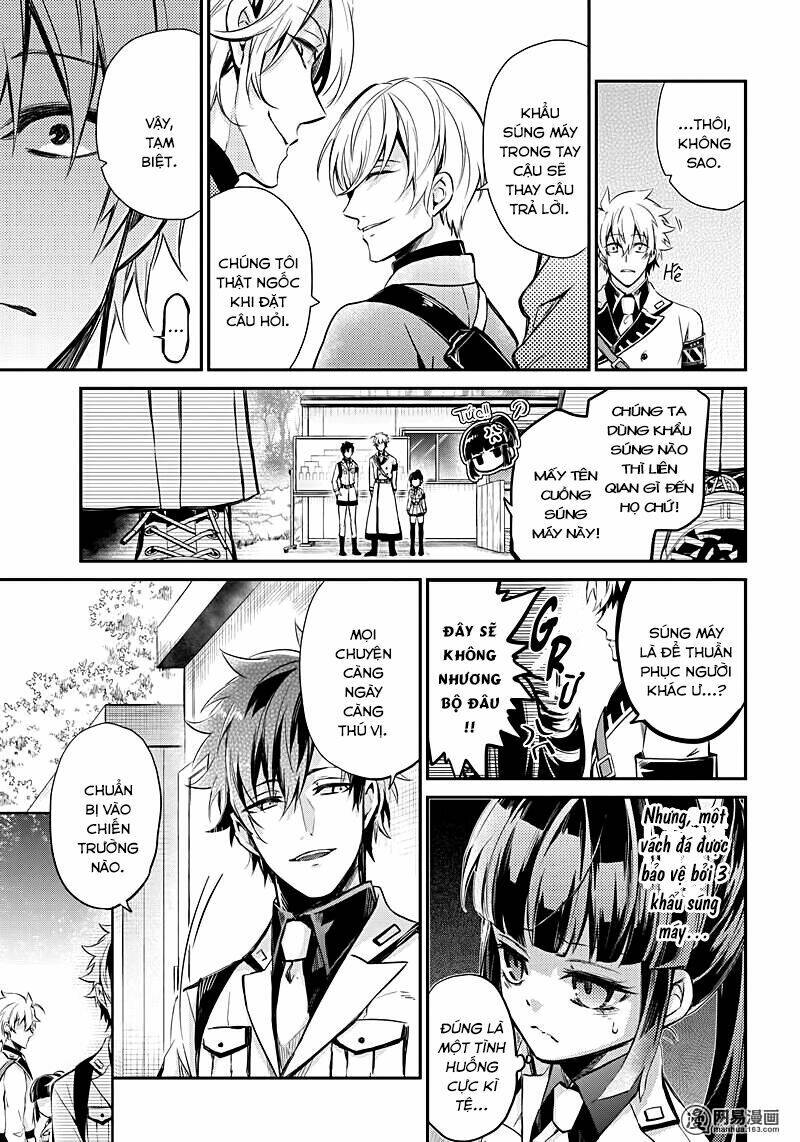 ...THÔI,
KHÔNG
SAO.
Hề
KHẨU
SÚNG MÁY
TRONG TAY
CẬU SẼ
THAY CÂU
TRẢ LỜI.
CHÚNG TÔI
THẬT NGỐC
KHI ĐẶT
CÂU HỎI.
VẬY,
TẠM
BIỆT.
...
CHÚNG TA
DÙNG KHẨU
SÚNG NÀO
THÌ LIÊN
QIAN GÌ ĐẾN
HỌ CHỨ!
MẤY TÊN
CUỒNG
SÚNG
MÁY NÀY!
Tức!!
SÚNG MÁY
LÀ ĐỂ THUẦN
PHỤC NGƯỜI
KHÁC Ư...?
GRỪ
ĐÂY SẼ
KHÔNG
NHƯƠNG
BỘ ĐÂU
!!
Nhưng, một
vách đá được
bảo vệ bởi 3
khẩu súng
máy...
ĐÚNG LÀ
MỘT TÌNH
HUỐNG
CỰC KÌ
TỆ...
MỌI
CHUYỆN
CÀNG
NGÀY
CÀNG
THÚ VỊ.
CHUẨN
BỊ VÀO
CHIẾN
TRƯỜNG
NÀO.
网易漫画
manhua.163.com